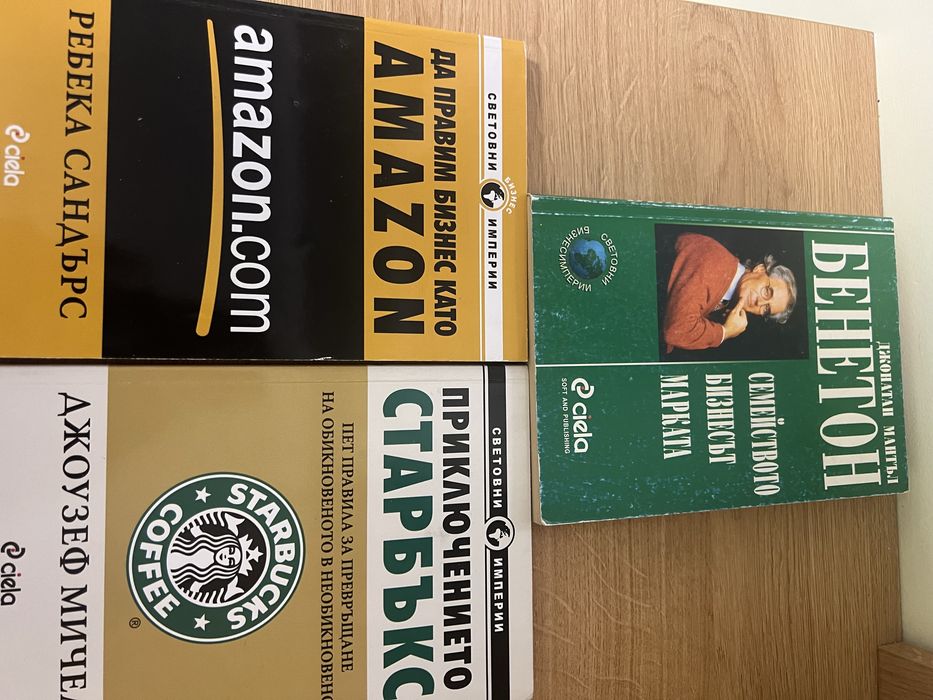 СВЕТОВНИ БИЗНЕС ИМПЕРИИ
ДА ПРАВИМ БИЗНЕС КАТО
AMAZON
amazon.com
РЕБЕКА САНДЪРС
ciela
СВЕТОВНИ ИМПЕРИИ
ПРИКЛЮЧЕНИЕТО
СТАРБЪКС
ПЕТ ПРАВИЛА ЗА ПРЕВРЪЩАНЕ
НА ОБИКНОВЕНОТО В НЕОБИКНОВЕНО
STARBUCKS
COFFEE
®
ДЖОУЗЕФ МИЧЕЛ
ciela
ДЖОНАТАН МАНТЪЛ
БЕНЕТОН
СЕМЕЙСТВОТО
БИЗНЕСЪТ
МАРКАТА
СВЕТОВНИ
БИЗНЕСИМПЕРИИ
ciela
SOFT AND PUBLISHING